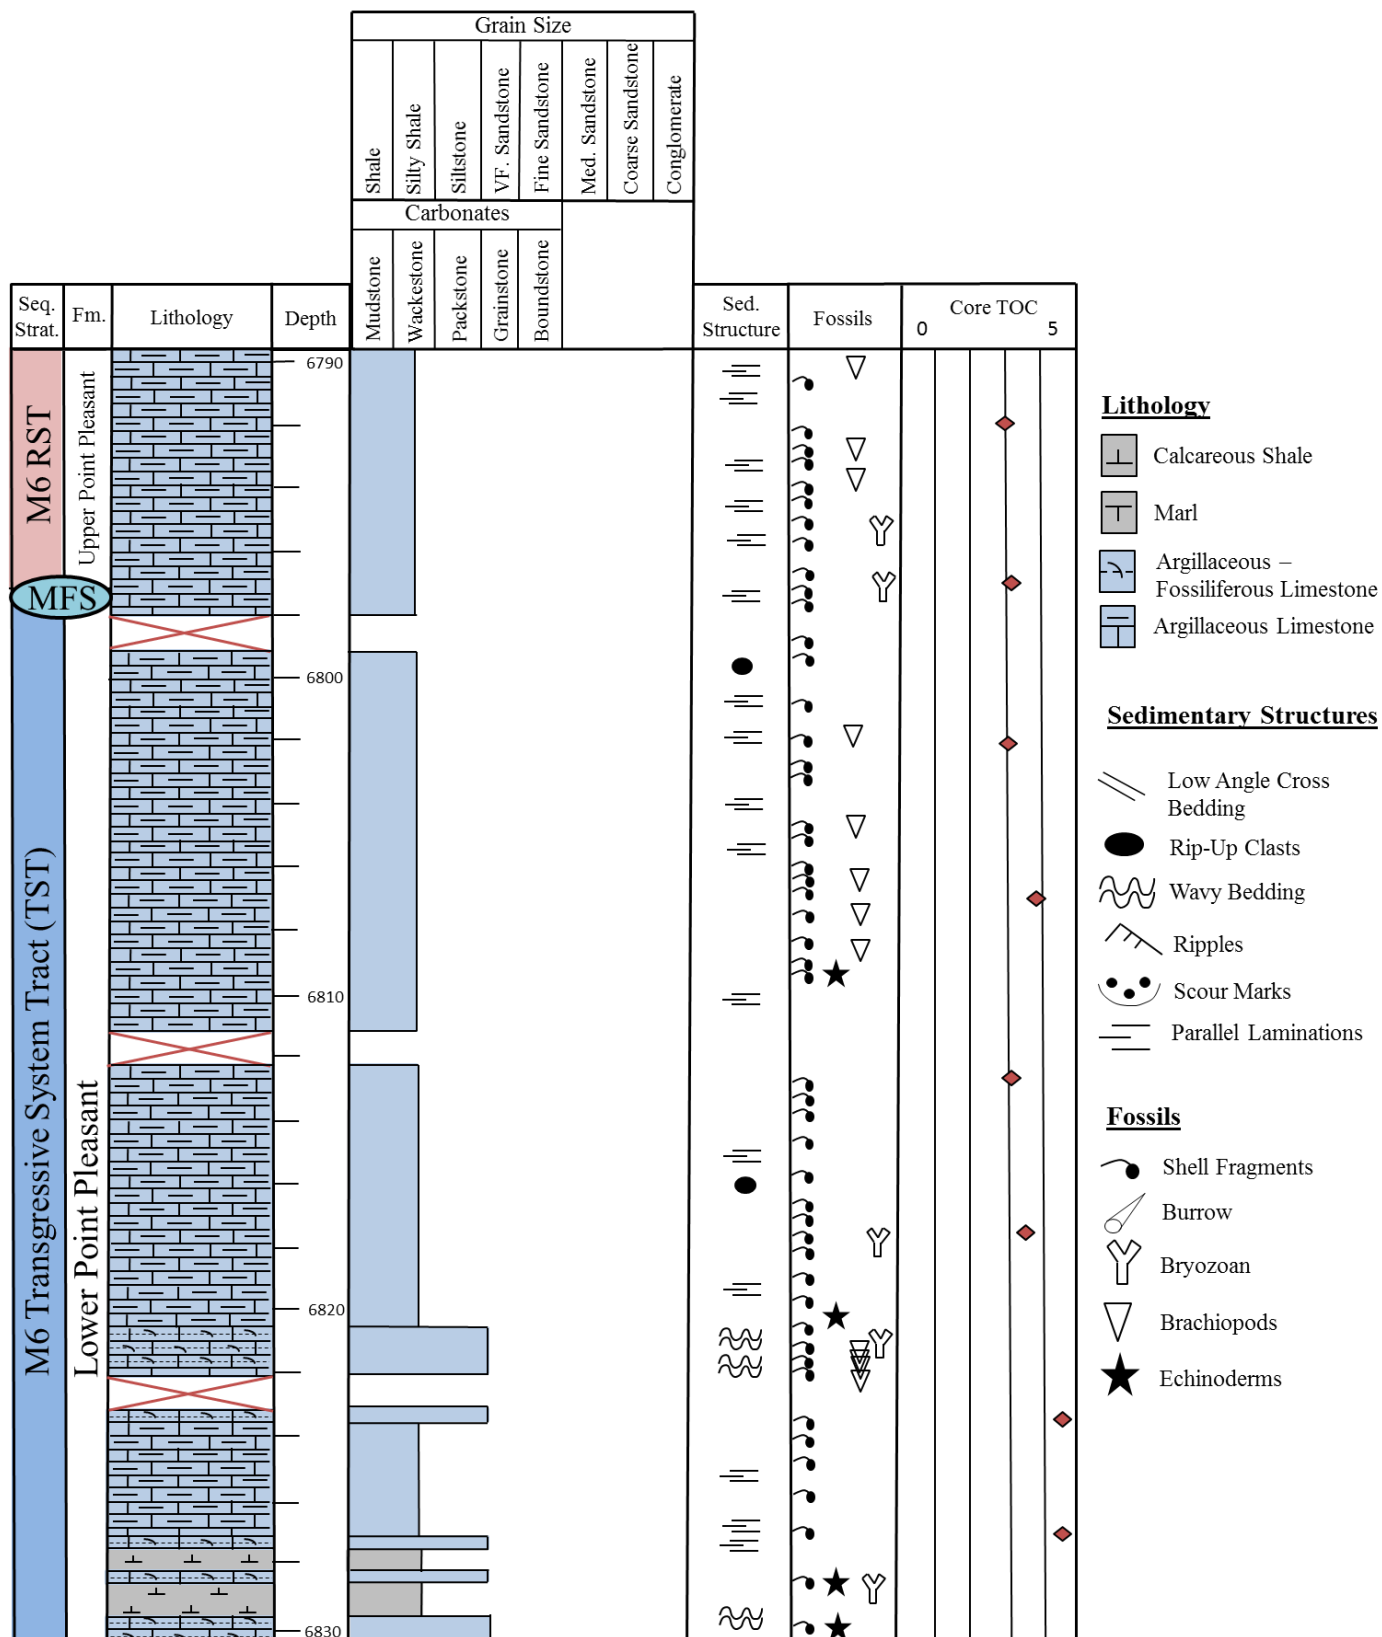 Grain Size
Shale
Silty Shale
Siltstone
VF. Sandstone
Fine Sandstone
Med. Sandstone
Coarse Sandstone
Conglomerate
Carbonates
Mudstone
Wackestone
Packstone
Grainstone
Boundstone
Seq.
Strat.
Fm.
Lithology
Depth
Sed.
Structure
Fossils
Core TOC
0 5
M6 RST
Upper Point Pleasant
MFS
M6 Transgressive System Tract (TST)
Lower Point Pleasant
6790
6800
6810
6820
6830
Lithology
Calcareous Shale
Marl
Argillaceous –
Fossiliferous Limestone
Argillaceous Limestone
Sedimentary Structures
Low Angle Cross
Bedding
Rip-Up Clasts
Wavy Bedding
Ripples
Scour Marks
Parallel Laminations
Fossils
Shell Fragments
Burrow
Bryozoan
Brachiopods
Echinoderms